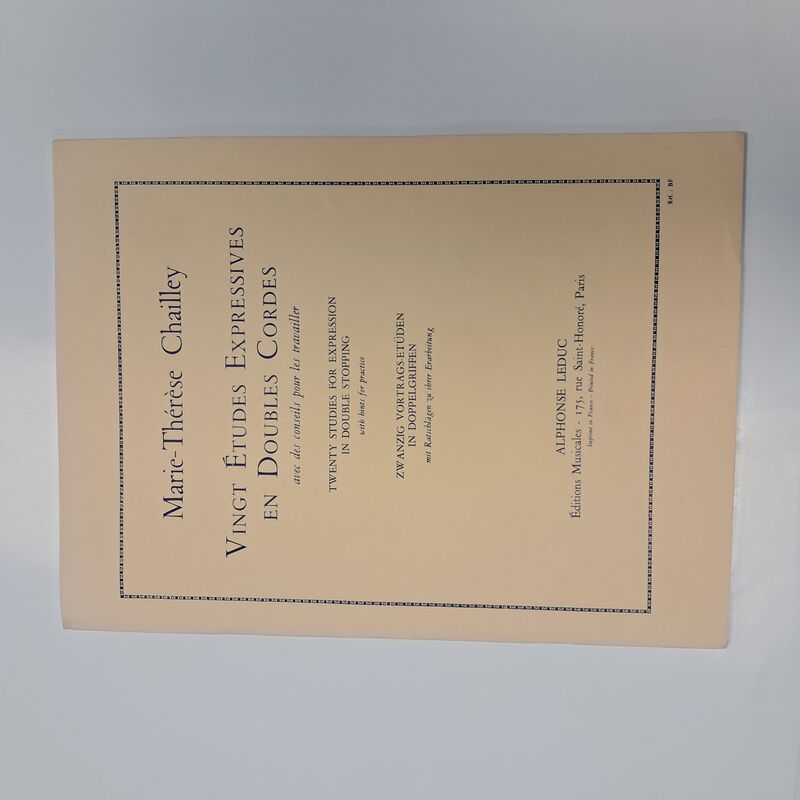 Marie-Thérèse Chailley
VINGT ÉTUDES EXPRESSIVES
EN DOUBLES CORDES
avec des conseils pour les travailler
TWENTY STUDIES FOR EXPRESSION
IN DOUBLE STOPPING
with hints for practice
ZWANZIG VORTRAGS-ETÜDEN
IN DOPPELGRIFFEN
mit Ratschlägen zu ihrer Erarbeitung
ALPHONSE LEDUC
Éditions Musicales - 175, rue Saint-Honoré, Paris
Imprimé en France - Printed in France
Réf. : BF